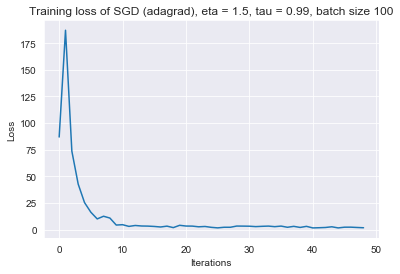 Training loss of SGD (adagrad), eta = 1.5, tau = 0.99, batch size 100
175
150
125
100
75
50
25
0
Loss
0 10 20 30 40 50
Iterations